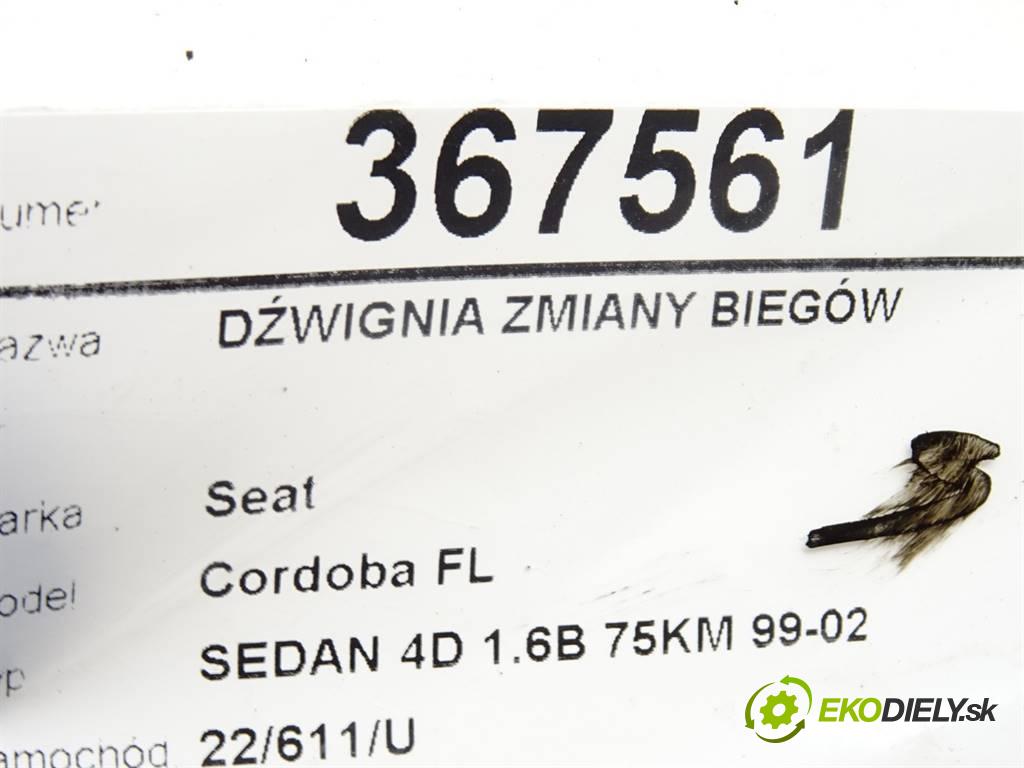 umer 367561
azwa DŹWIGNIA ZMIANY BIEGÓW
arka Seat
odel Cordoba FL
yp SEDAN 4D 1.6B 75KM 99-02
amochód 22/611/U
EKODIELY.sk